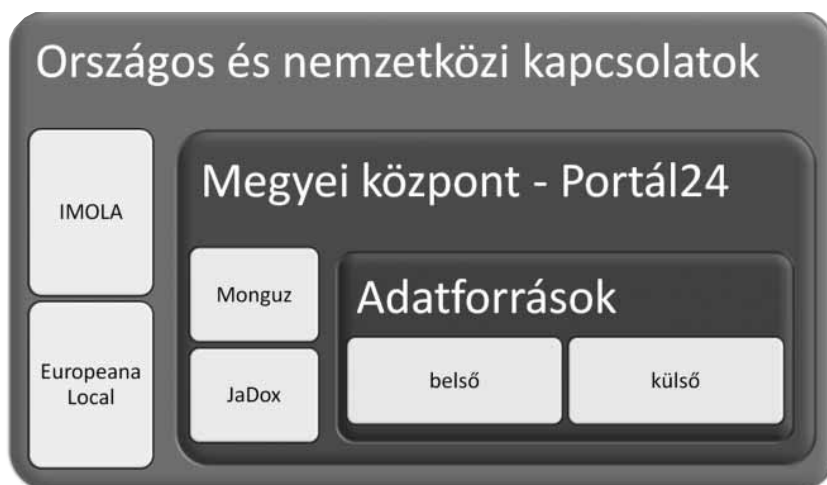 Országos és nemzetközi kapcsolatok
IMOLA
Europeana
Local
Megyei központ - Portál24
Monguz
JaDox
Adatforrások
belső
külső